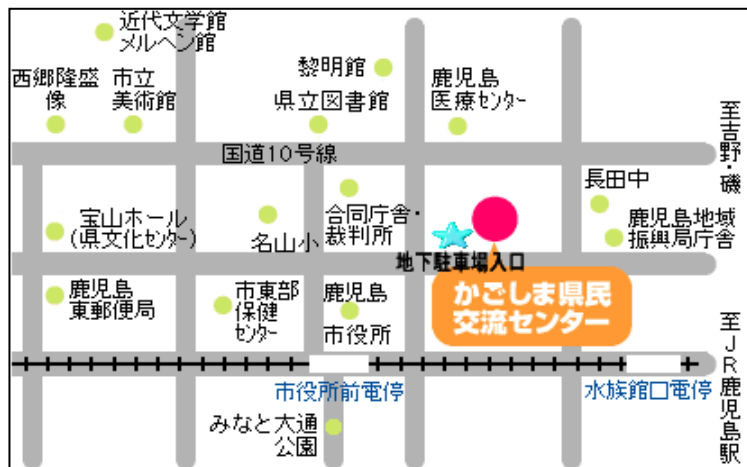 近代文学館
メルヘン館
黎明館
西郷隆盛
像
市立
美術館
県立図書館
鹿児島
医療センター
至吉野・磯
国道10号線
長田中
宝山ホール
(県文化センター)
名山小
合同庁舎・
裁判所
鹿児島地域
振興局庁舎
地下駐車場入口
かごしま県民
交流センター
鹿児島
東郵便局
市東部
保健
センター
鹿児島
市役所
至JR鹿児島駅
市役所前電停
水族館口電停
みなと大通
公園